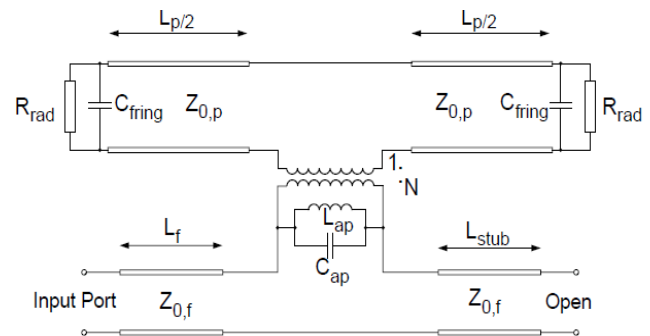 Lp/2 Lp/2
Rrad Cfring Z0,p Z0,p Cfring Rrad
1.
.N
Lap
Cap
Lf Lstub
Input Port Z0,f Z0,f Open